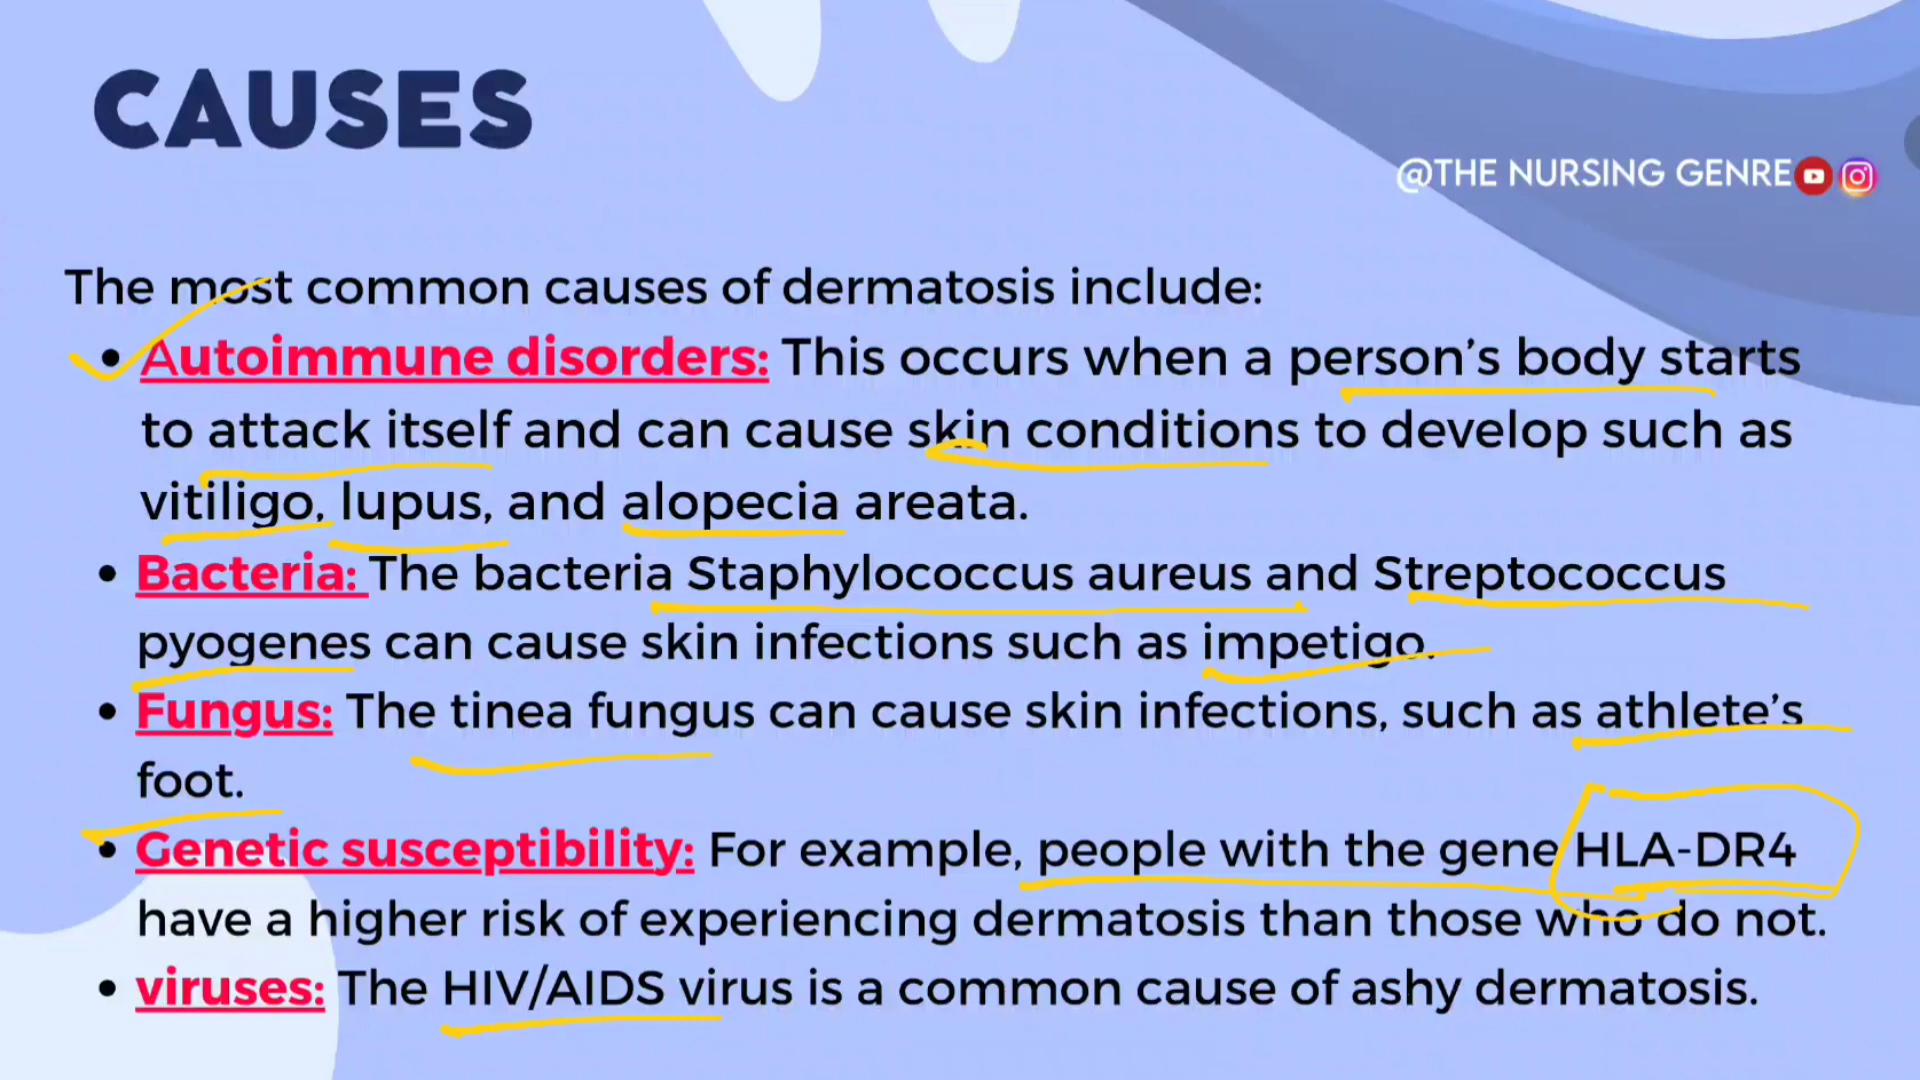 CAUSES
@THE NURSING GENRE
The most common causes of dermatosis include:
• Autoimmune disorders: This occurs when a person's body starts
to attack itself and can cause skin conditions to develop such as
vitiligo, lupus, and alopecia areata.
• Bacteria: The bacteria Staphylococcus aureus and Streptococcus
pyogenes can cause skin infections such as impetigo.
• Fungus: The tinea fungus can cause skin infections, such as athlete's
foot.
• Genetic susceptibility: For example, people with the gene HLA-DR4
have a higher risk of experiencing dermatosis than those who do not.
• viruses: The HIV/AIDS virus is a common cause of ashy dermatosis.